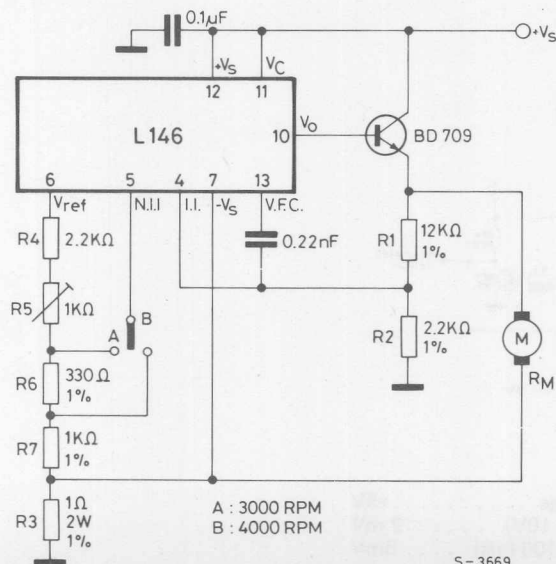 0.1µF
+Vs
+Vs
VC
12
11
L146
10
Vo
BD 709
6
5
4
7
13
Vref
N.I.I
I.I.
-Vs
V.F.C.
R4
2.2KΩ
0.22nF
R1
12KΩ
1%
R5
1KΩ
A
B
R2
2.2KΩ
1%
M
RM
R6
330Ω
1%
R7
1KΩ
1%
R3
1Ω
2W
1%
A : 3000 RPM
B : 4000 RPM
S-3669